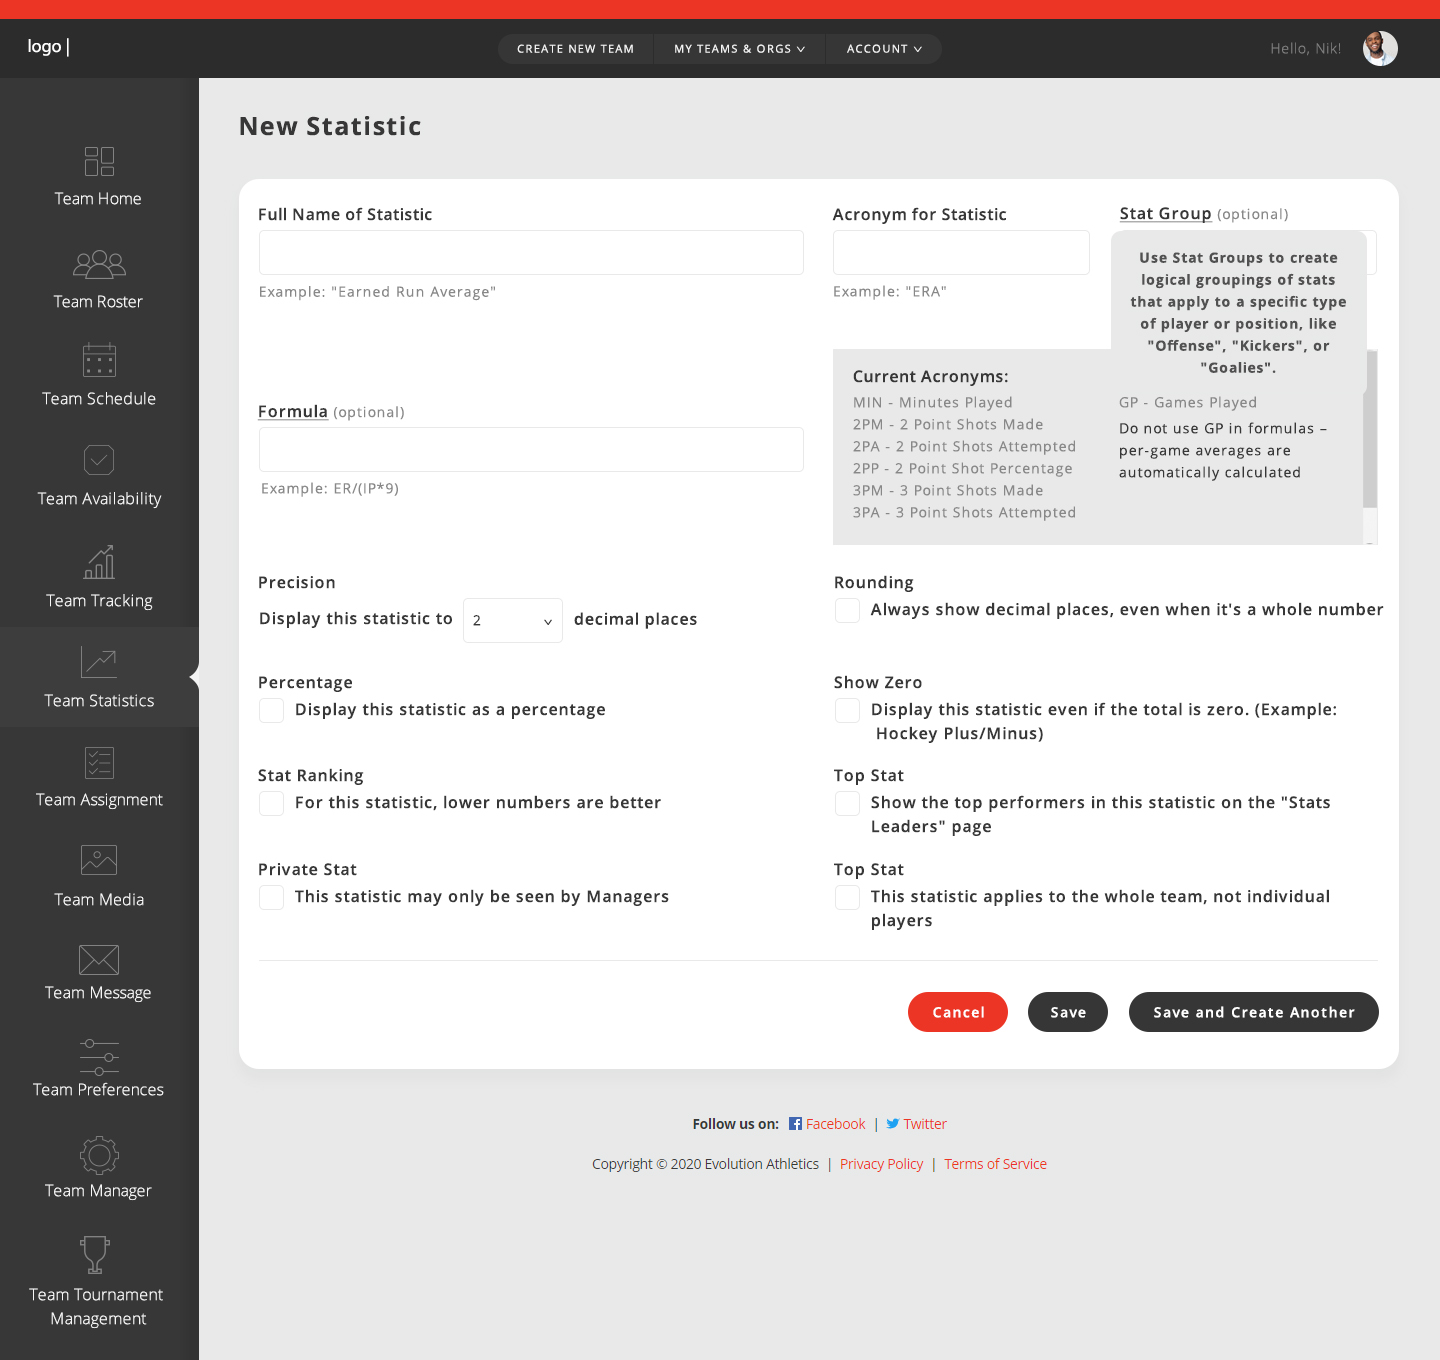 logo |
CREATE NEW TEAM
MY TEAMS & ORGS
ACCOUNT
Hello, Nik!
Team Home
Team Roster
Team Schedule
Team Availability
Team Tracking
Team Statistics
Team Assignment
Team Media
Team Message
Team Preferences
Team Manager
Team Tournament
Management
New Statistic
Full Name of Statistic
Example: "Earned Run Average"
Acronym for Statistic
Example: "ERA"
Stat Group (optional)
Use Stat Groups to create
logical groupings of stats
that apply to a specific type
of player or position, like
"Offense", "Kickers", or
"Goalies".
Formula (optional)
Example: ER/(IP*9)
Current Acronyms:
MIN - Minutes Played
2PM - 2 Point Shots Made
2PA - 2 Point Shots Attempted
2PP - 2 Point Shot Percentage
3PM - 3 Point Shots Made
3PA - 3 Point Shots Attempted
GP - Games Played
Do not use GP in formulas –
per-game averages are
automatically calculated
Precision
Display this statistic to 2 decimal places
Rounding
Always show decimal places, even when it's a whole number
Percentage
Display this statistic as a percentage
Show Zero
Display this statistic even if the total is zero. (Example:
Hockey Plus/Minus)
Stat Ranking
For this statistic, lower numbers are better
Top Stat
Show the top performers in this statistic on the "Stats
Leaders" page
Private Stat
This statistic may only be seen by Managers
Top Stat
This statistic applies to the whole team, not individual
players
Cancel
Save
Save and Create Another
Follow us on: Facebook | Twitter
Copyright © 2020 Evolution Athletics | Privacy Policy | Terms of Service